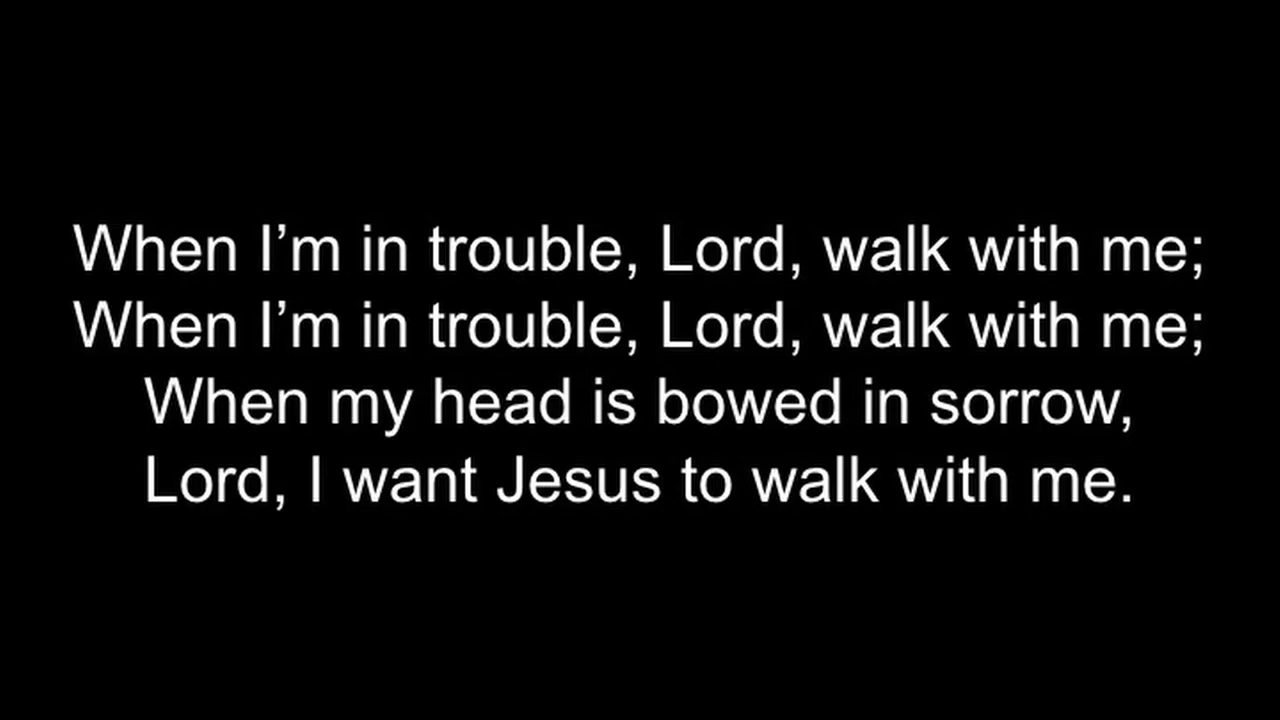 When I’m in trouble, Lord, walk with me;
When I’m in trouble, Lord, walk with me;
When my head is bowed in sorrow,
Lord, I want Jesus to walk with me.